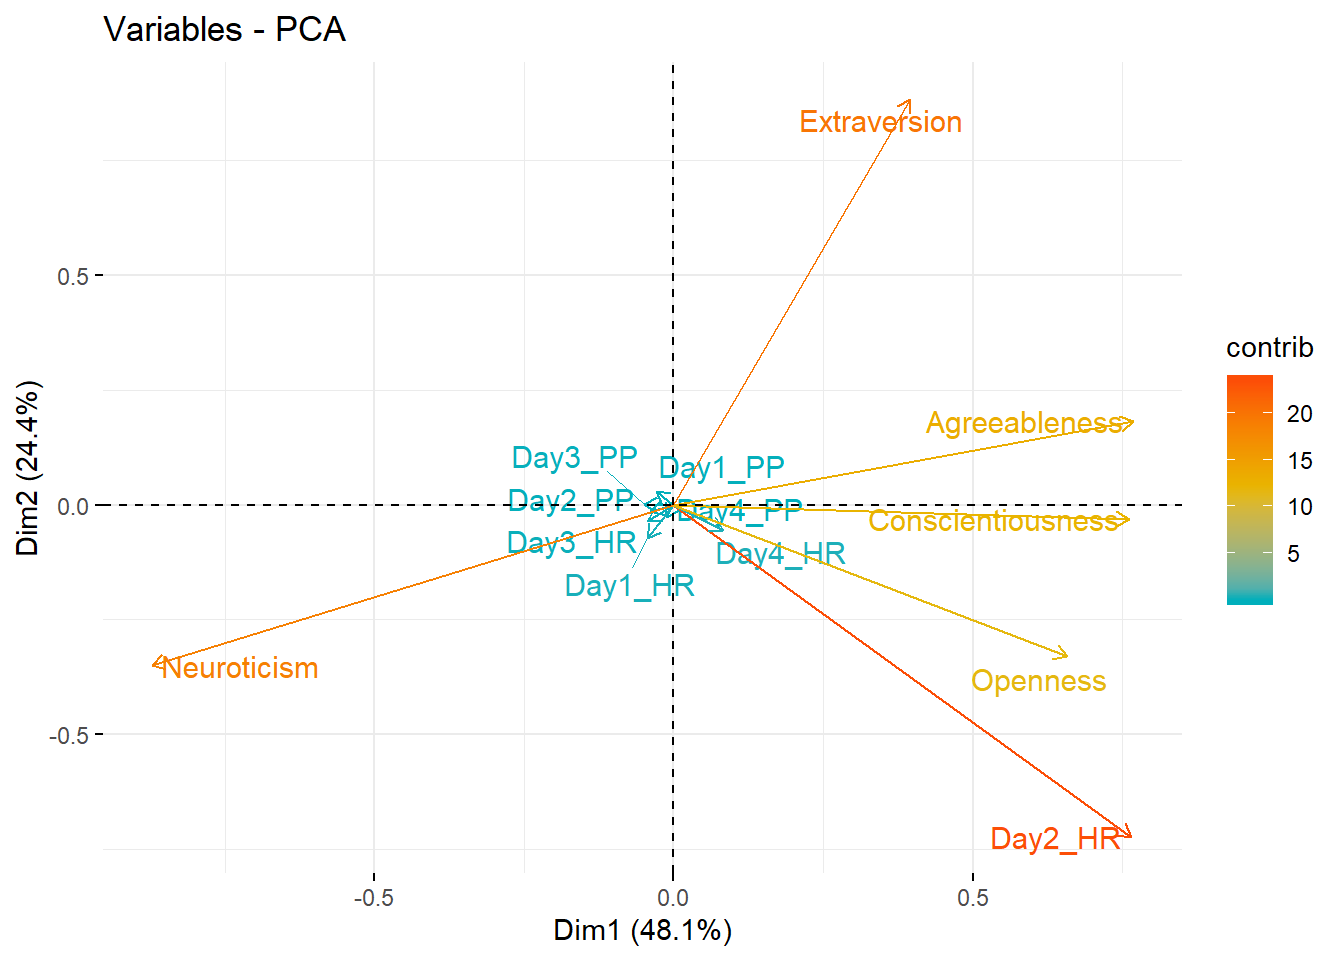 Variables - PCA
Extraversion
contrib
0.5
20
Agreeableness
15
Day3_PP
Day1_PP
Day2_PP
Day4_PP
0.0
10
Conscientiousness
Day3_HR
Day4_HR
5
Day1_HR
Neuroticism
Openness
-0.5
Day2_HR
-0.5
0.0
0.5
Dim1 (48.1%)
Dim2 (24.4%)